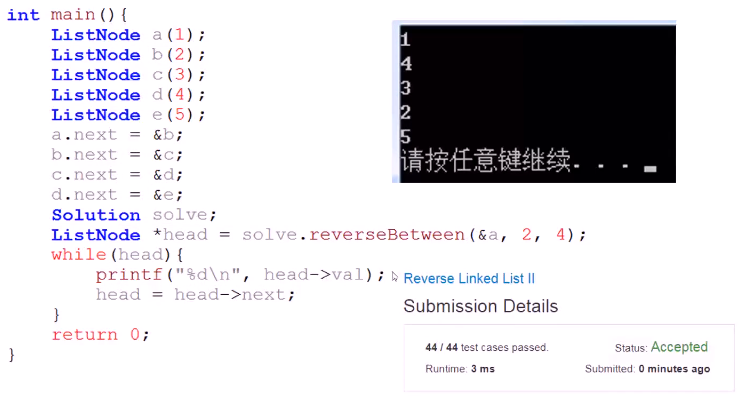 int main(){
    ListNode a(1);
    ListNode b(2);
    ListNode c(3);
    ListNode d(4);
    ListNode e(5);
    a.next = &b;
    b.next = &c;
    c.next = &d;
    d.next = &e;
    Solution solve;
    ListNode *head = solve.reverseBetween(&a, 2, 4);
    while(head){
        printf("%d\n", head->val);
        head = head->next;
    }
    return 0;
}
1
4
3
2
5
请按任意键继续. . .
Reverse Linked List II
Submission Details
44 / 44 test cases passed.
Status: Accepted
Runtime: 3 ms
Submitted: 0 minutes ago